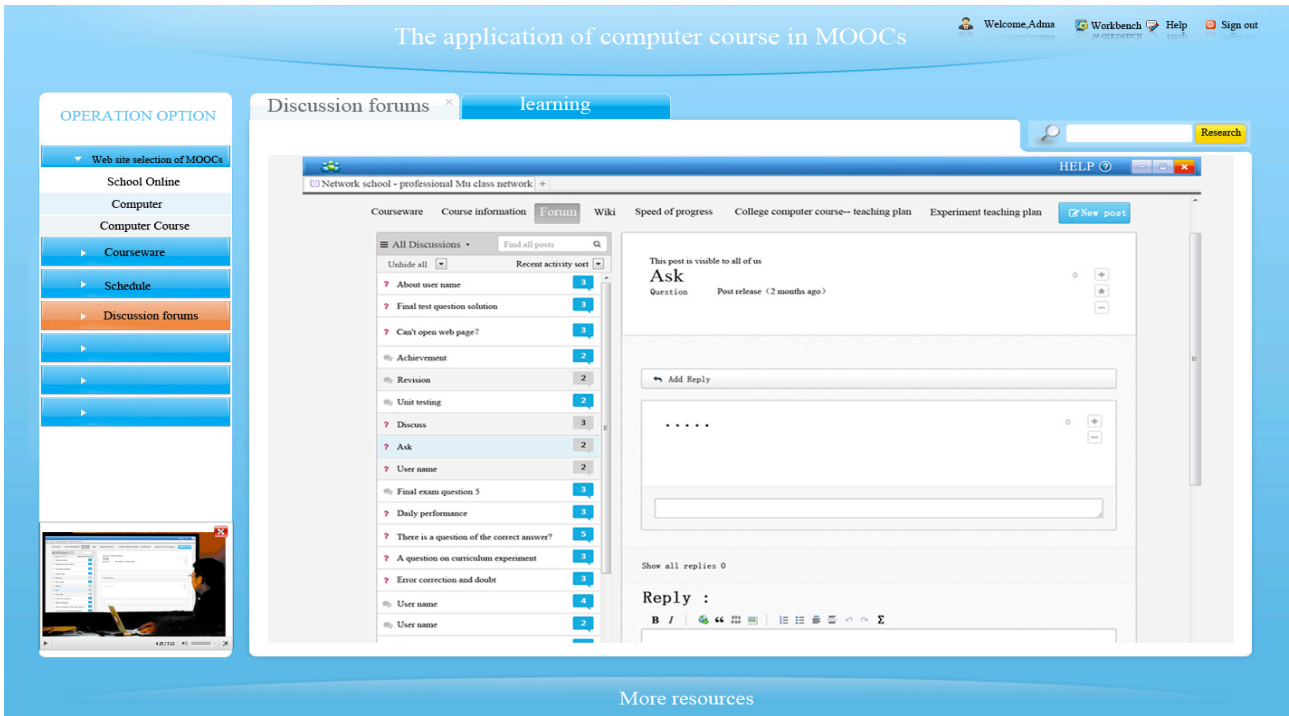 The application of computer course in MOOCs
Welcome,Adma
Workbench
Help
Sign out
OPERATION OPTION
Web site selection of MOOCs
School Online
Computer
Computer Course
Courseware
Schedule
Discussion forums
Discussion forums ×
learning
Research
HELP
Network school - professional Mu class network +
Courseware Course information Forum Wiki Speed of progress College computer course-- teaching plan Experiment teaching plan New post
All Discussions
Find all posts
Unhide all
Recent activity sort
? About user name 3
? Final test question solution 3
? Can't open web page? 3
Achievement 2
Revision 2
Unit testing 2
? Discuss 3
? Ask 2
? User name 2
Final exam question 5 3
? Daily performance 3
? There is a question of the correct answer? 5
? A question on curriculum experiment 3
? Error correction and doubt 3
User name 4
User name 2
This post is visible to all of us
Ask
0
Question Post release (2 months ago)
Add Reply
.....
0
Show all replies 0
Reply :
B I Σ
4:25 / 7:12
More resources